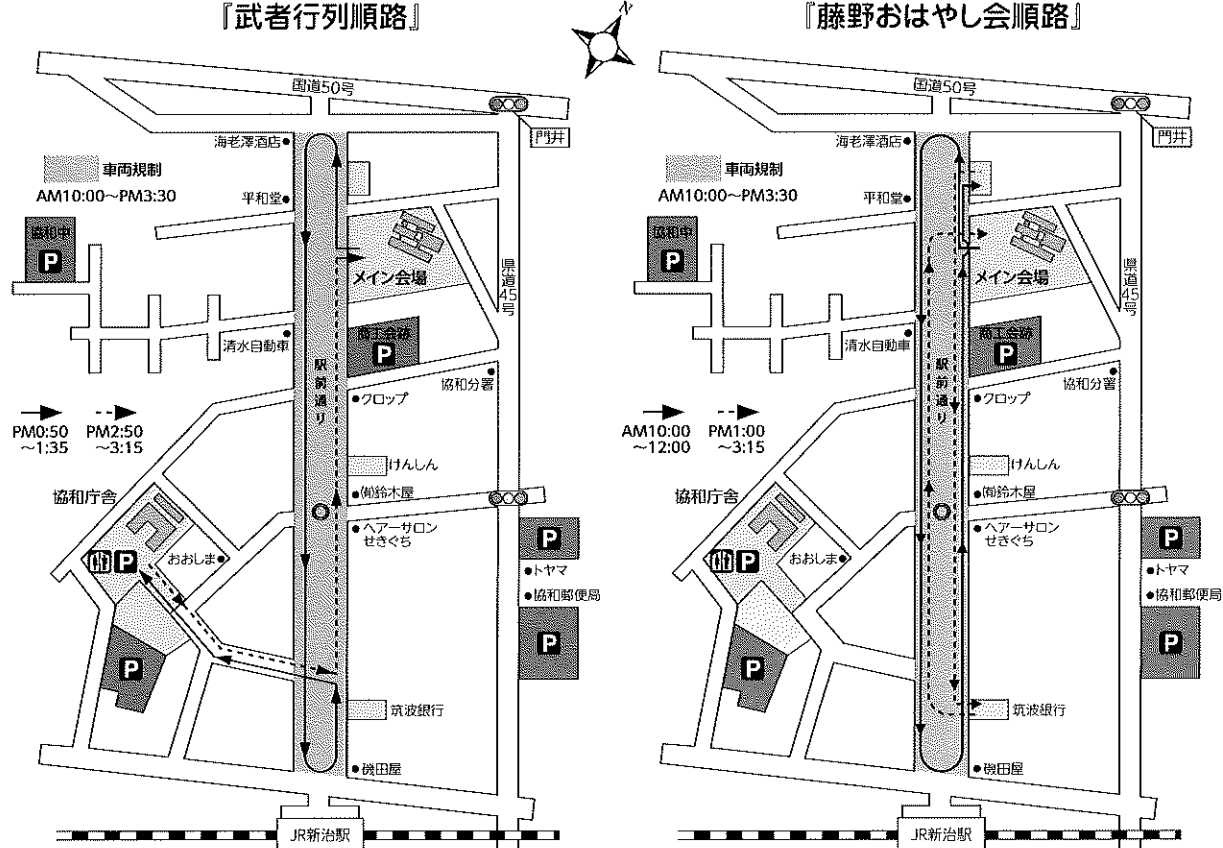 『武者行列順路』
N
国道50号
海老澤酒店
門井
車両規制
AM10:00～PM3:30
平和堂
協和中
P
メイン会場
県道45号
商工会跡
P
清水自動車
駅前通り
協和分署
クロップ
PM0:50
～1:35
PM2:50
～3:15
けんしん
協和庁舎
㈲鈴木屋
ヘアーサロン
せきぐち
P
おおしま
P
トヤマ
協和郵便局
P
P
筑波銀行
磯田屋
JR新治駅
『藤野おはやし会順路』
国道50号
海老澤酒店
門井
車両規制
AM10:00～PM3:30
平和堂
協和中
P
メイン会場
県道45号
商工会跡
P
清水自動車
駅前通り
協和分署
クロップ
AM10:00
～12:00
PM1:00
～3:15
けんしん
協和庁舎
㈲鈴木屋
ヘアーサロン
せきぐち
P
おおしま
P
トヤマ
協和郵便局
P
P
筑波銀行
磯田屋
JR新治駅